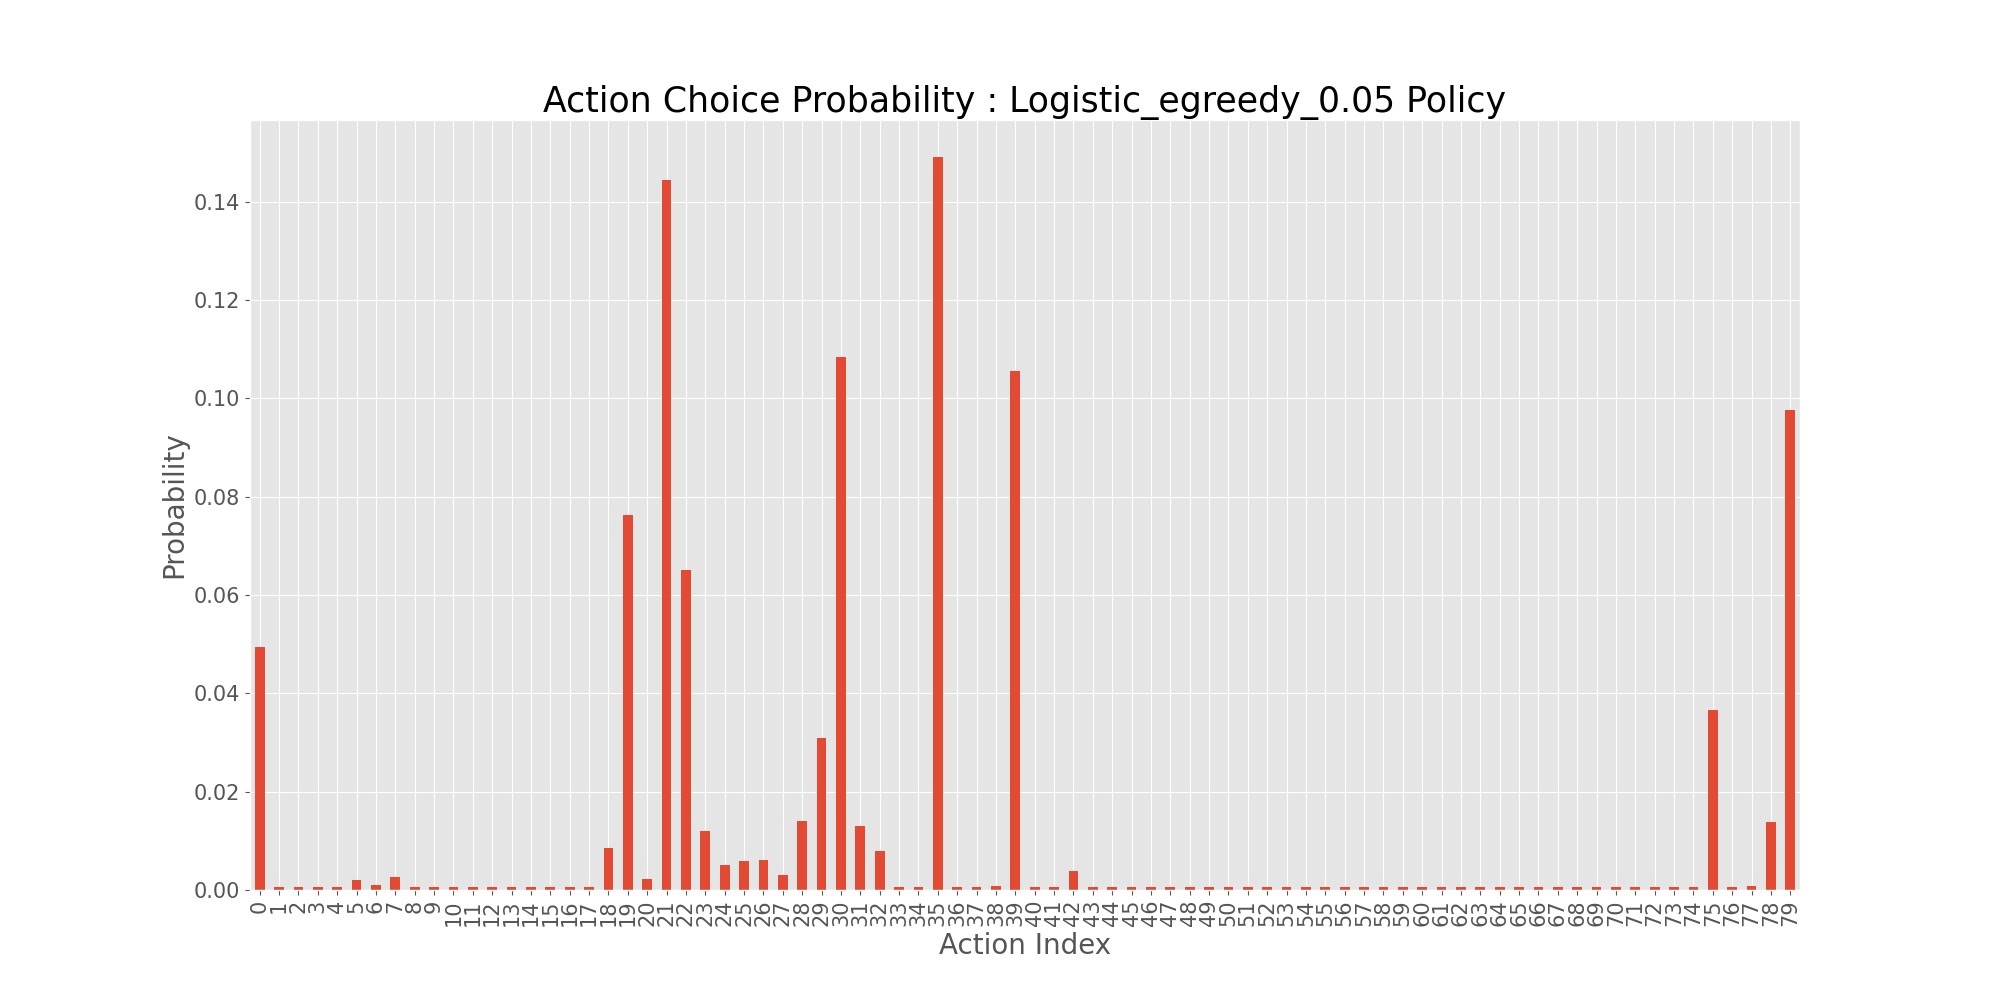 Action Choice Probability : Logistic_egreedy_0.05 Policy
0.14
0.12
0.10
0.08
0.06
0.04
0.02
0.00
Probability
0 1 2 3 4 5 6 7 8 9 10 11 12 13 14 15 16 17 18 19 20 21 22 23 24 25 26 27 28 29 30 31 32 33 34 35 36 37 38 39 40 41 42 43 44 45 46 47 48 49 50 51 52 53 54 55 56 57 58 59 60 61 62 63 64 65 66 67 68 69 70 71 72 73 74 75 76 77 78 79
Action Index